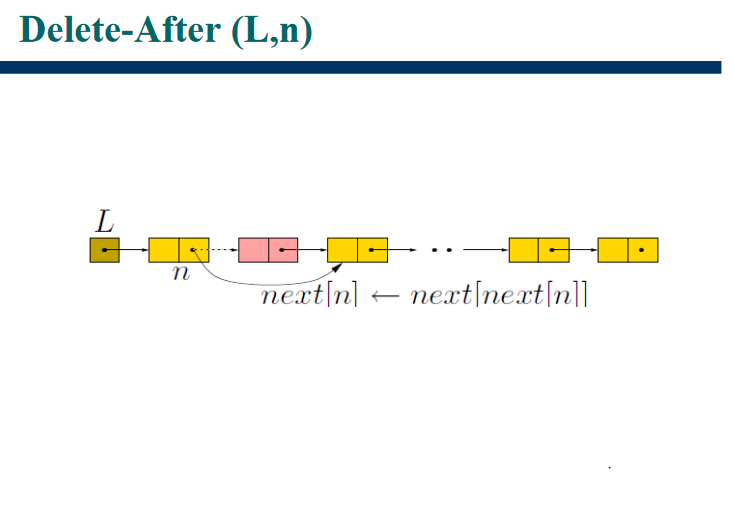 Delete-After (L,n)
L
n
next[n] ← next[next[n]]